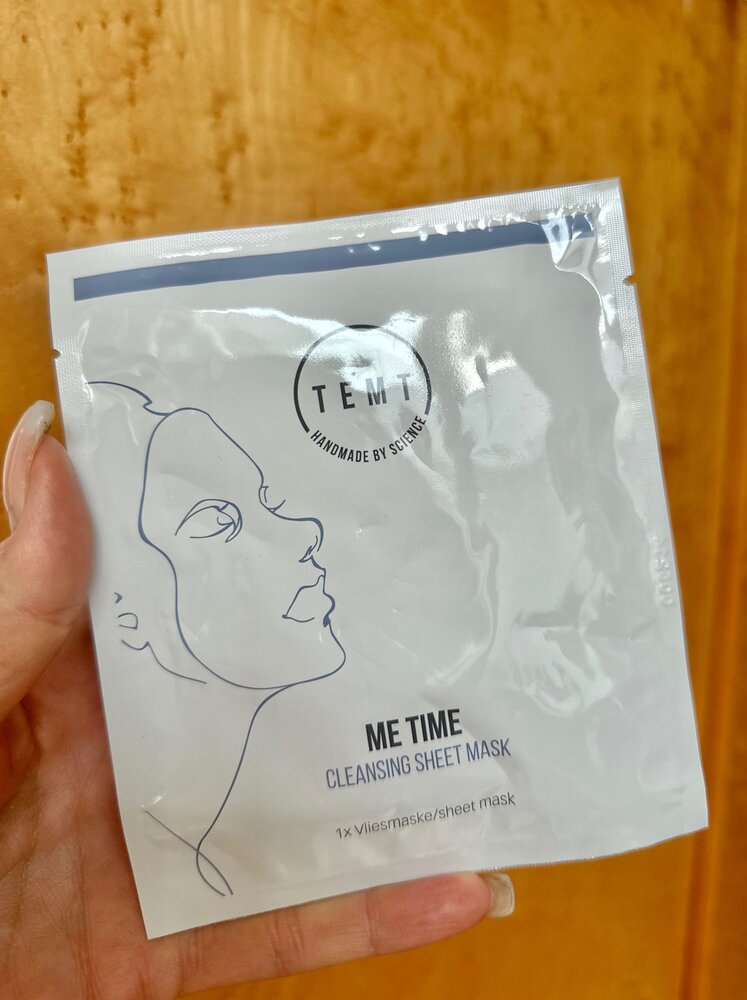 TEMT
HANDMADE BY SCIENCE
ME TIME
CLEANSING SHEET MASK
1x Vliesmaske/sheet mask